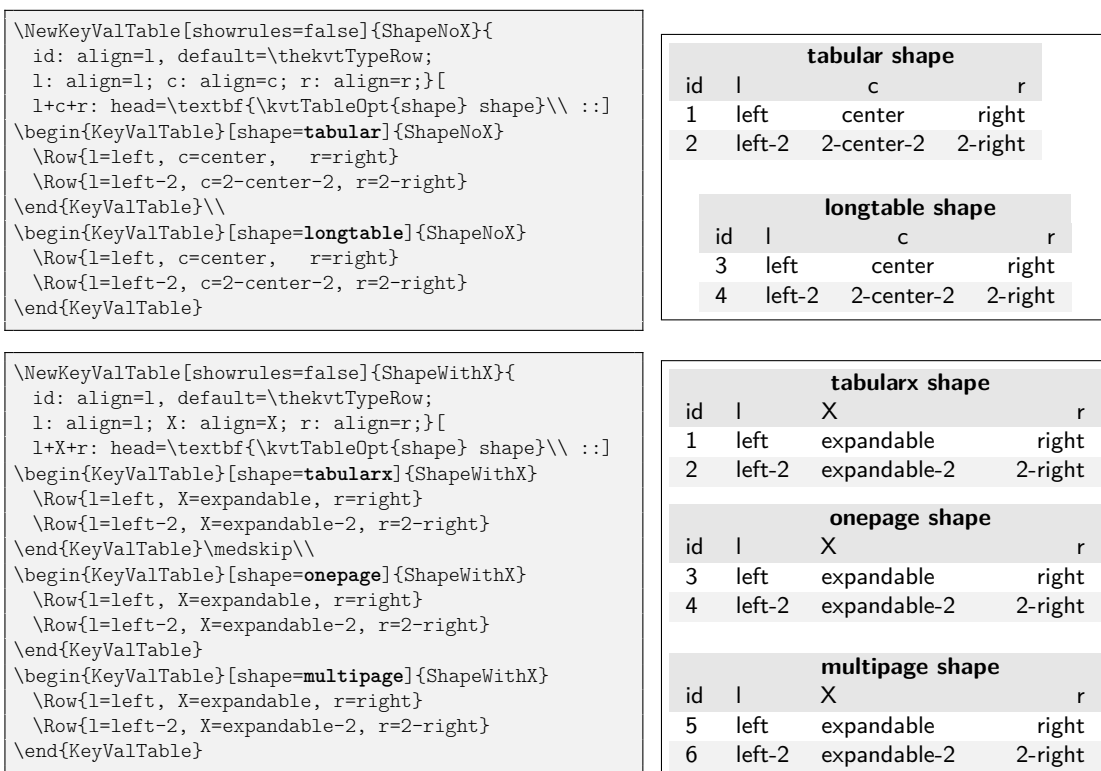 \NewKeyValTable[showrules=false]{ShapeNoX}{
  id: align=l, default=\thekvtTypeRow;
  l: align=l; c: align=c; r: align=r;}[
  l+c+r: head=\textbf{\kvtTableOpt{shape} shape}\\ ::]
\begin{KeyValTable}[shape=tabular]{ShapeNoX}
  \Row{l=left, c=center,   r=right}
  \Row{l=left-2, c=2-center-2, r=2-right}
\end{KeyValTable}\\
\begin{KeyValTable}[shape=longtable]{ShapeNoX}
  \Row{l=left, c=center,   r=right}
  \Row{l=left-2, c=2-center-2, r=2-right}
\end{KeyValTable}
tabular shape
id l c r
1 left center right
2 left-2 2-center-2 2-right
longtable shape
id l c r
3 left center right
4 left-2 2-center-2 2-right
\NewKeyValTable[showrules=false]{ShapeWithX}{
  id: align=l, default=\thekvtTypeRow;
  l: align=l; X: align=X; r: align=r;}[
  l+X+r: head=\textbf{\kvtTableOpt{shape} shape}\\ ::]
\begin{KeyValTable}[shape=tabularx]{ShapeWithX}
  \Row{l=left, X=expandable, r=right}
  \Row{l=left-2, X=expandable-2, r=2-right}
\end{KeyValTable}\medskip\\
\begin{KeyValTable}[shape=onepage]{ShapeWithX}
  \Row{l=left, X=expandable, r=right}
  \Row{l=left-2, X=expandable-2, r=2-right}
\end{KeyValTable}
\begin{KeyValTable}[shape=multipage]{ShapeWithX}
  \Row{l=left, X=expandable, r=right}
  \Row{l=left-2, X=expandable-2, r=2-right}
\end{KeyValTable}
tabularx shape
id l X r
1 left expandable right
2 left-2 expandable-2 2-right
onepage shape
id l X r
3 left expandable right
4 left-2 expandable-2 2-right
multipage shape
id l X r
5 left expandable right
6 left-2 expandable-2 2-right